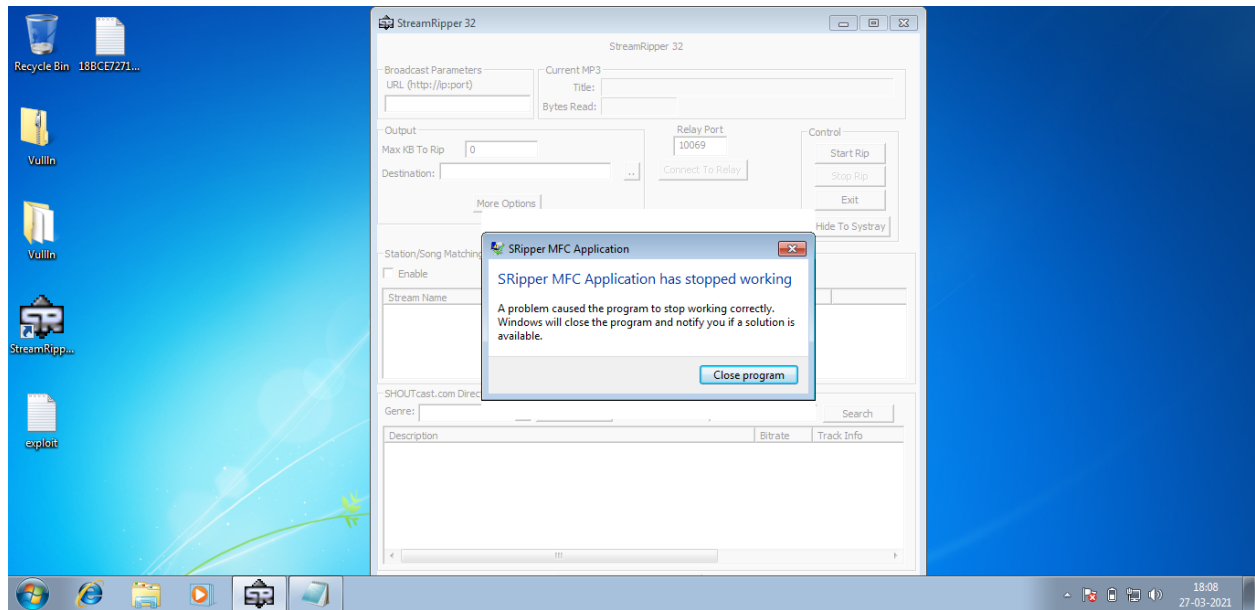 StreamRipper 32
Recycle Bin
18BCE7271...
StreamRipper 32
Broadcast Parameters
URL (http://ip:port)
Current MP3
Title:
Bytes Read:
Output
Max KB To Rip
0
Destination:
..
More Options
Relay Port
10069
Connect To Relay
Control
Start Rip
Stop Rip
Exit
Hide To Systray
Vullln
Vullln
StreamRipp...
exploit
Station/Song Matching
Enable
Stream Name
SRipper MFC Application
SRipper MFC Application has stopped working
A problem caused the program to stop working correctly.
Windows will close the program and notify you if a solution is
available.
Close program
SHOUTcast.com Direc
Genre:
Search
Description
Bitrate
Track Info
18:08
27-03-2021